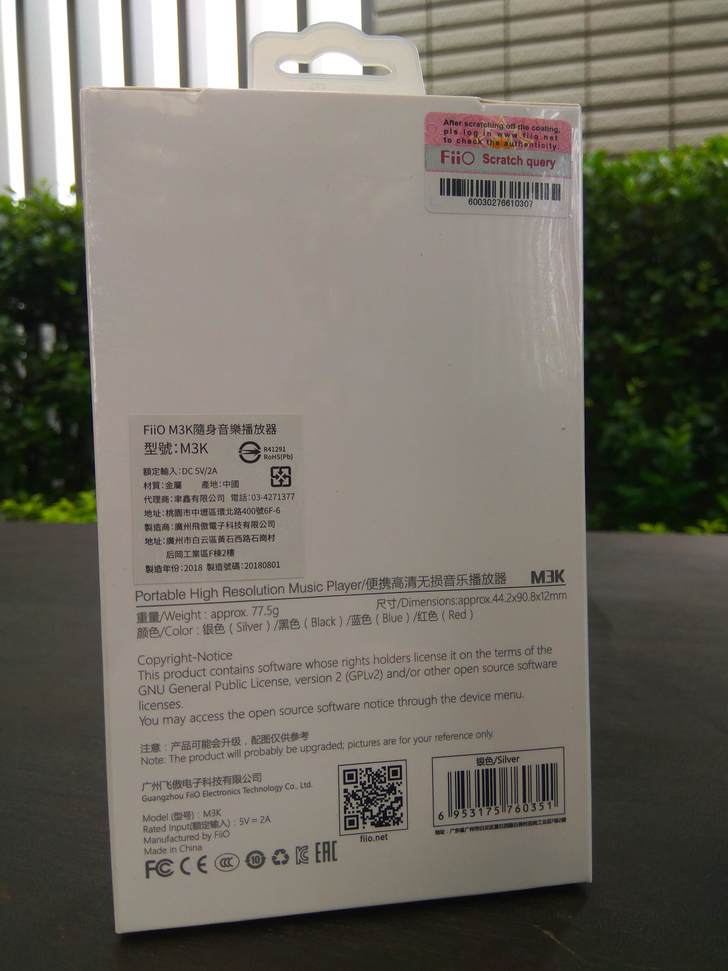 After scratching off the coating,
pls log in www.fiio.net
to check the authenticity.
FiiO Scratch query
60030276610307
FiiO M3K隨身音樂播放器
型號:M3K
R41291
RoHS(Pb)
額定輸入:DC 5V/2A
材質:金屬 產地:中國
代理商:聿鑫有限公司 電話:03-4271377
地址:桃園市中壢區環北路400號6F-6
製造商:廣州飛傲電子科技有限公司
地址:廣州市白云區黃石西路石崗村
后岡工業區F棟2樓
製造年份:2018 製造號碼:20180801
Portable High Resolution Music Player/便携高清无损音乐播放器 M3K
重量/Weight : approx. 77.5g 尺寸/Dimensions:approx.44.2x90.8x12mm
颜色/Color : 银色 ( Silver ) /黑色 ( Black ) /蓝色 ( Blue ) /红色 ( Red )
Copyright-Notice
This product contains software whose rights holders license it on the terms of the
GNU General Public License, version 2 (GPLv2) and/or other open source software
licenses.
You may access the open source software notice through the device menu.
注意 : 产品可能会升级，配图仅供参考
Note: The product will probably be upgraded; pictures are for your reference only.
广州飞傲电子科技有限公司
Guangzhou FiiO Electronics Technology Co., Ltd.
Model (型号) : M3K
Rated Input(额定输入) : 5V = 2A
Manufactured by FiiO
Made in China
FC CE CCC 10 EAC
fiio.net
银色/Silver
6 953175 760351